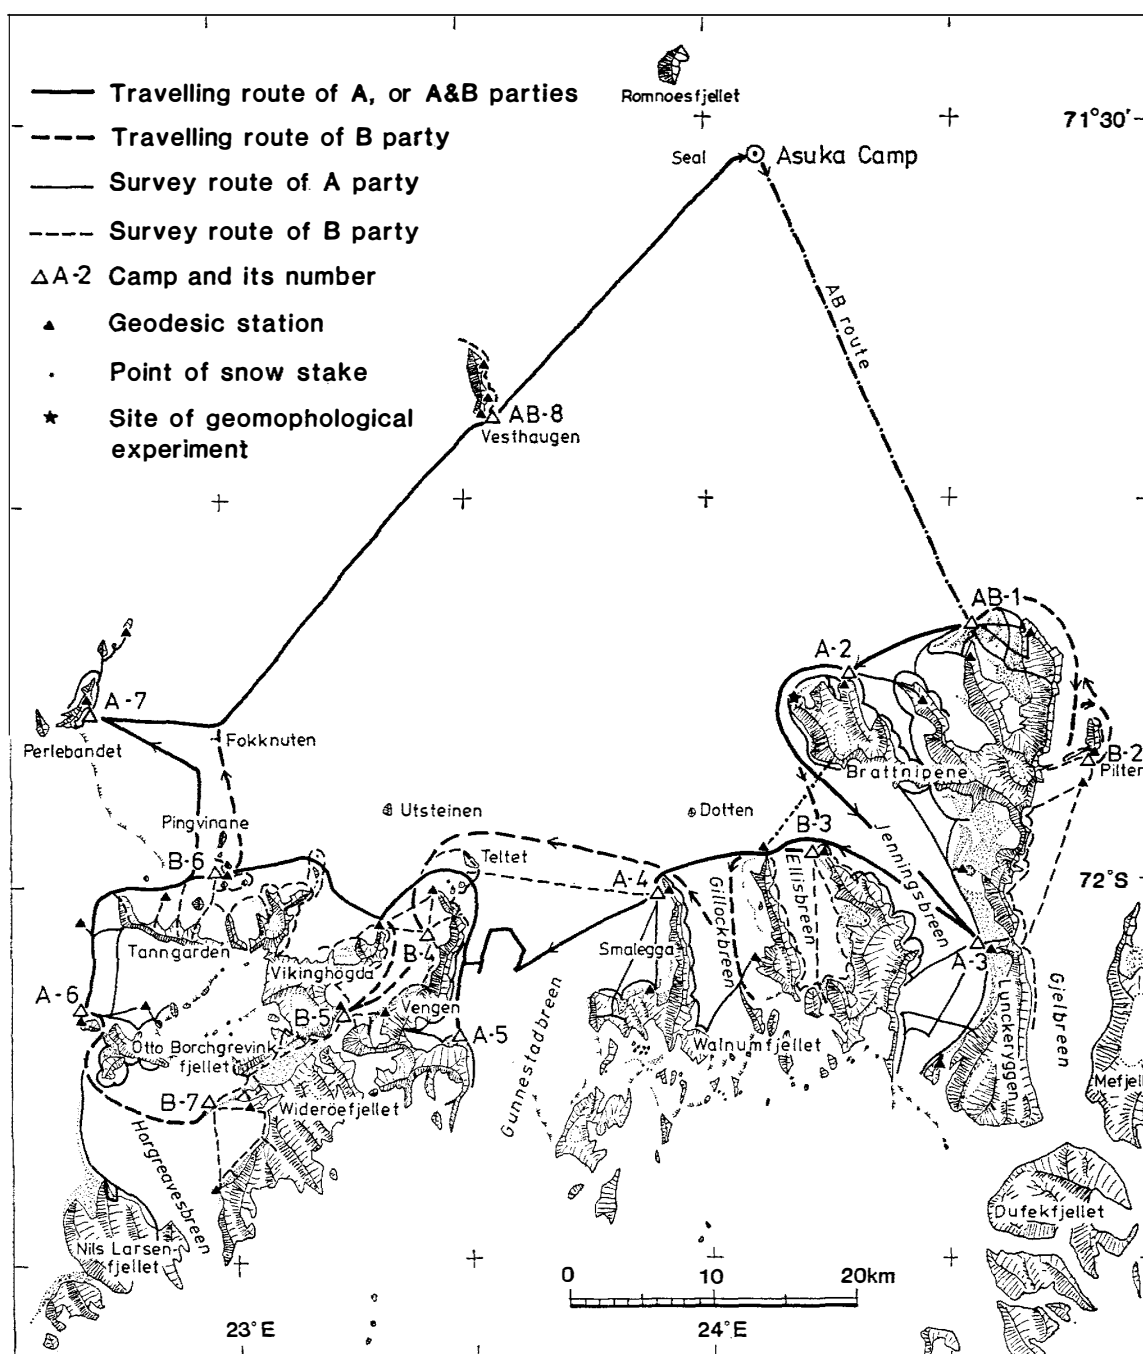 Romnoesfjellet
Travelling route of A, or A&B parties
71°30'
Travelling route of B party
Seal
Asuka Camp
Survey route of A party
Survey route of B party
A-2 Camp and its number
Geodesic station
AB route
Point of snow stake
Site of geomophological
experiment
AB-8
Vesthaugen
AB-1
A-2
A-7
Perlebandet
Fokknuten
B-2
Pilten
Brattnipene
Utsteinen
Dotten
Pingvinane
B-3
Jenningsbreen
B-6
Teltet
A-4
Gillockbreen
Ellisbreen
72°S
Tanngarden
B-4
Smalegga
A-3
Vikinghögda
A-6
B-5
Vengen
A-5
Gunnestadbreen
Walnumfjellet
Lunckeryggen
Gjelbreen
Otto Borchgrevink
fjellet
Mefjell
B-7
Wideröefjellet
Hargreavesbreen
Dufekfjellet
Nils Larsen-
fjellet
0 10 20km
23°E 24°E